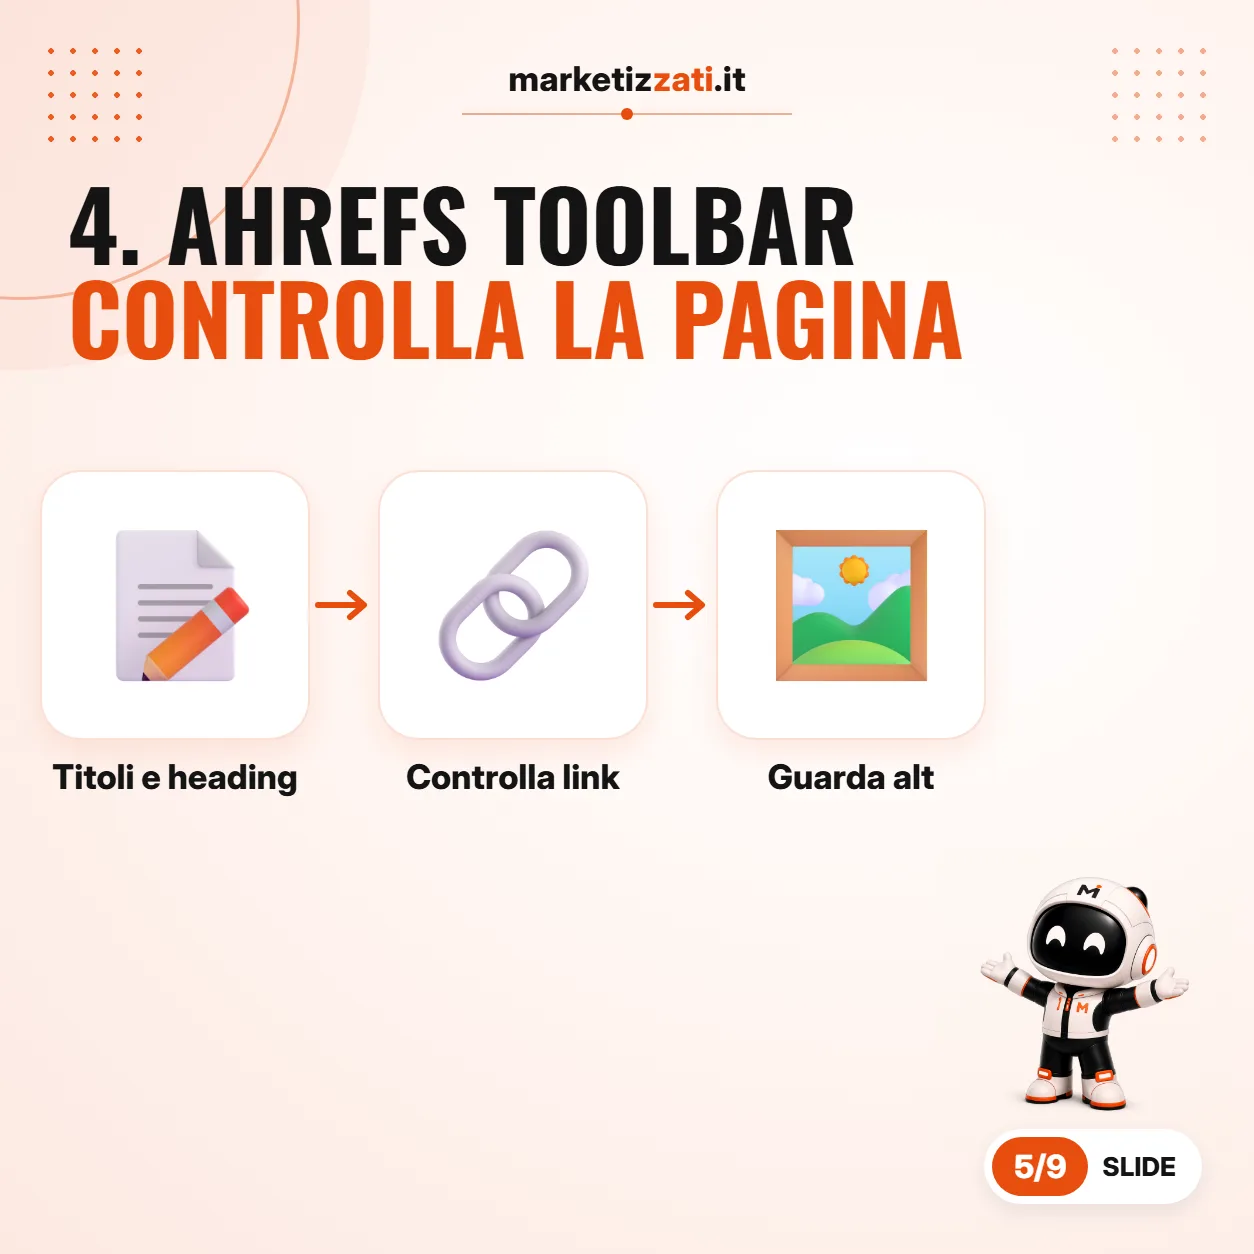 marketizzati.it
4. AHREFS TOOLBAR
CONTROLLA LA PAGINA
Titoli e heading
Controlla link
Guarda alt
M
5/9 SLIDE